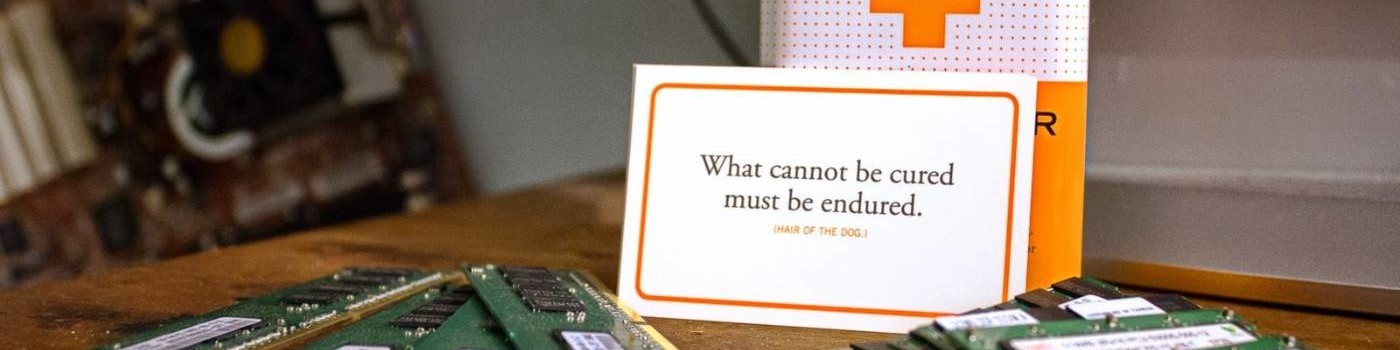 What cannot be cured
must be endured.
(HAIR OF THE DOG.)
R